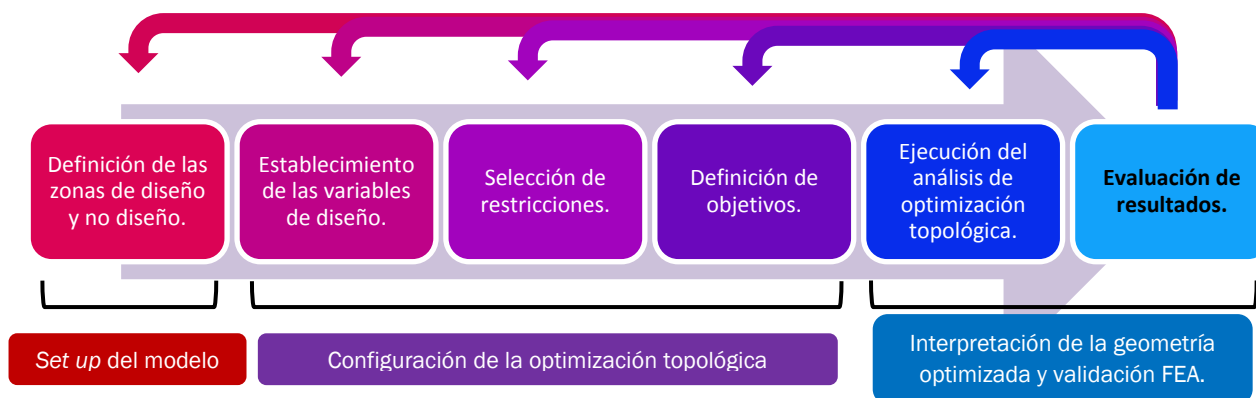 Definición de las
zonas de diseño
y no diseño.
Establecimiento
de las variables
de diseño.
Selección de
restricciones.
Definición de
objetivos.
Ejecución del
análisis de
optimización
topológica.
Evaluación de
resultados.
Set up del modelo
Configuración de la optimización topológica
Interpretación de la geometría
optimizada y validación FEA.